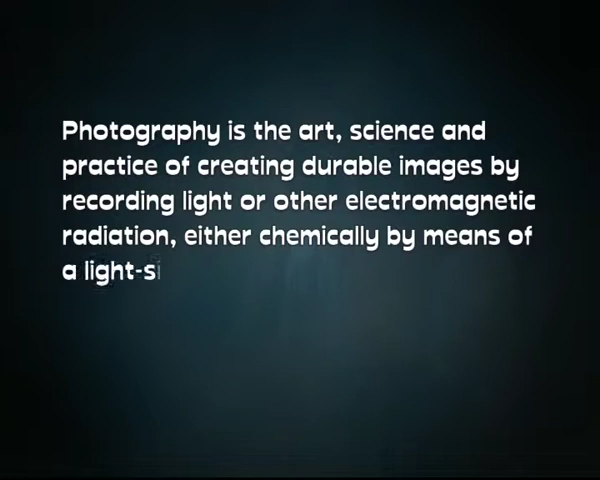 Photography is the art, science and
practice of creating durable images by
recording light or other electromagnetic
radiation, either chemically by means of
a light-si